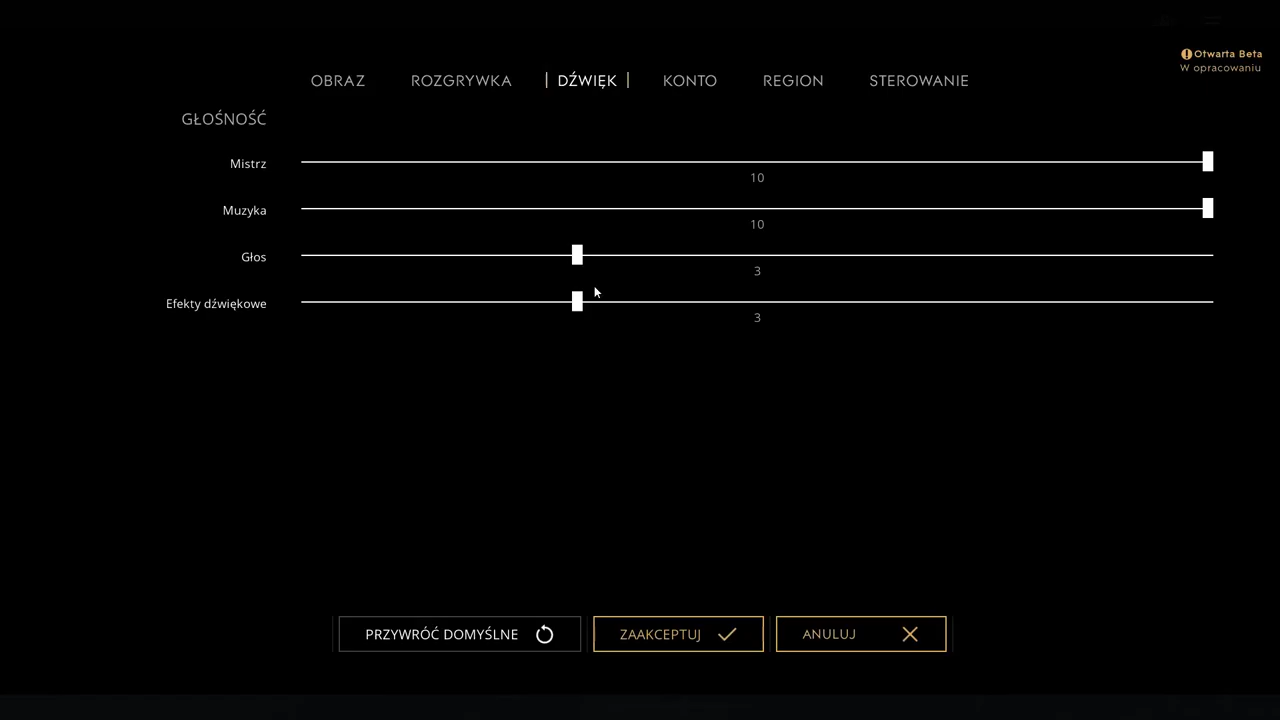 Otwarta Beta
W opracowaniu
OBRAZ ROZGRYWKA DŹWIĘK KONTO REGION STEROWANIE
GŁOŚNOŚĆ
Mistrz
10
Muzyka
10
Głos
3
Efekty dźwiękowe
3
PRZYWRÓĆ DOMYŚLNE ZAAKCEPTUJ ANULUJ